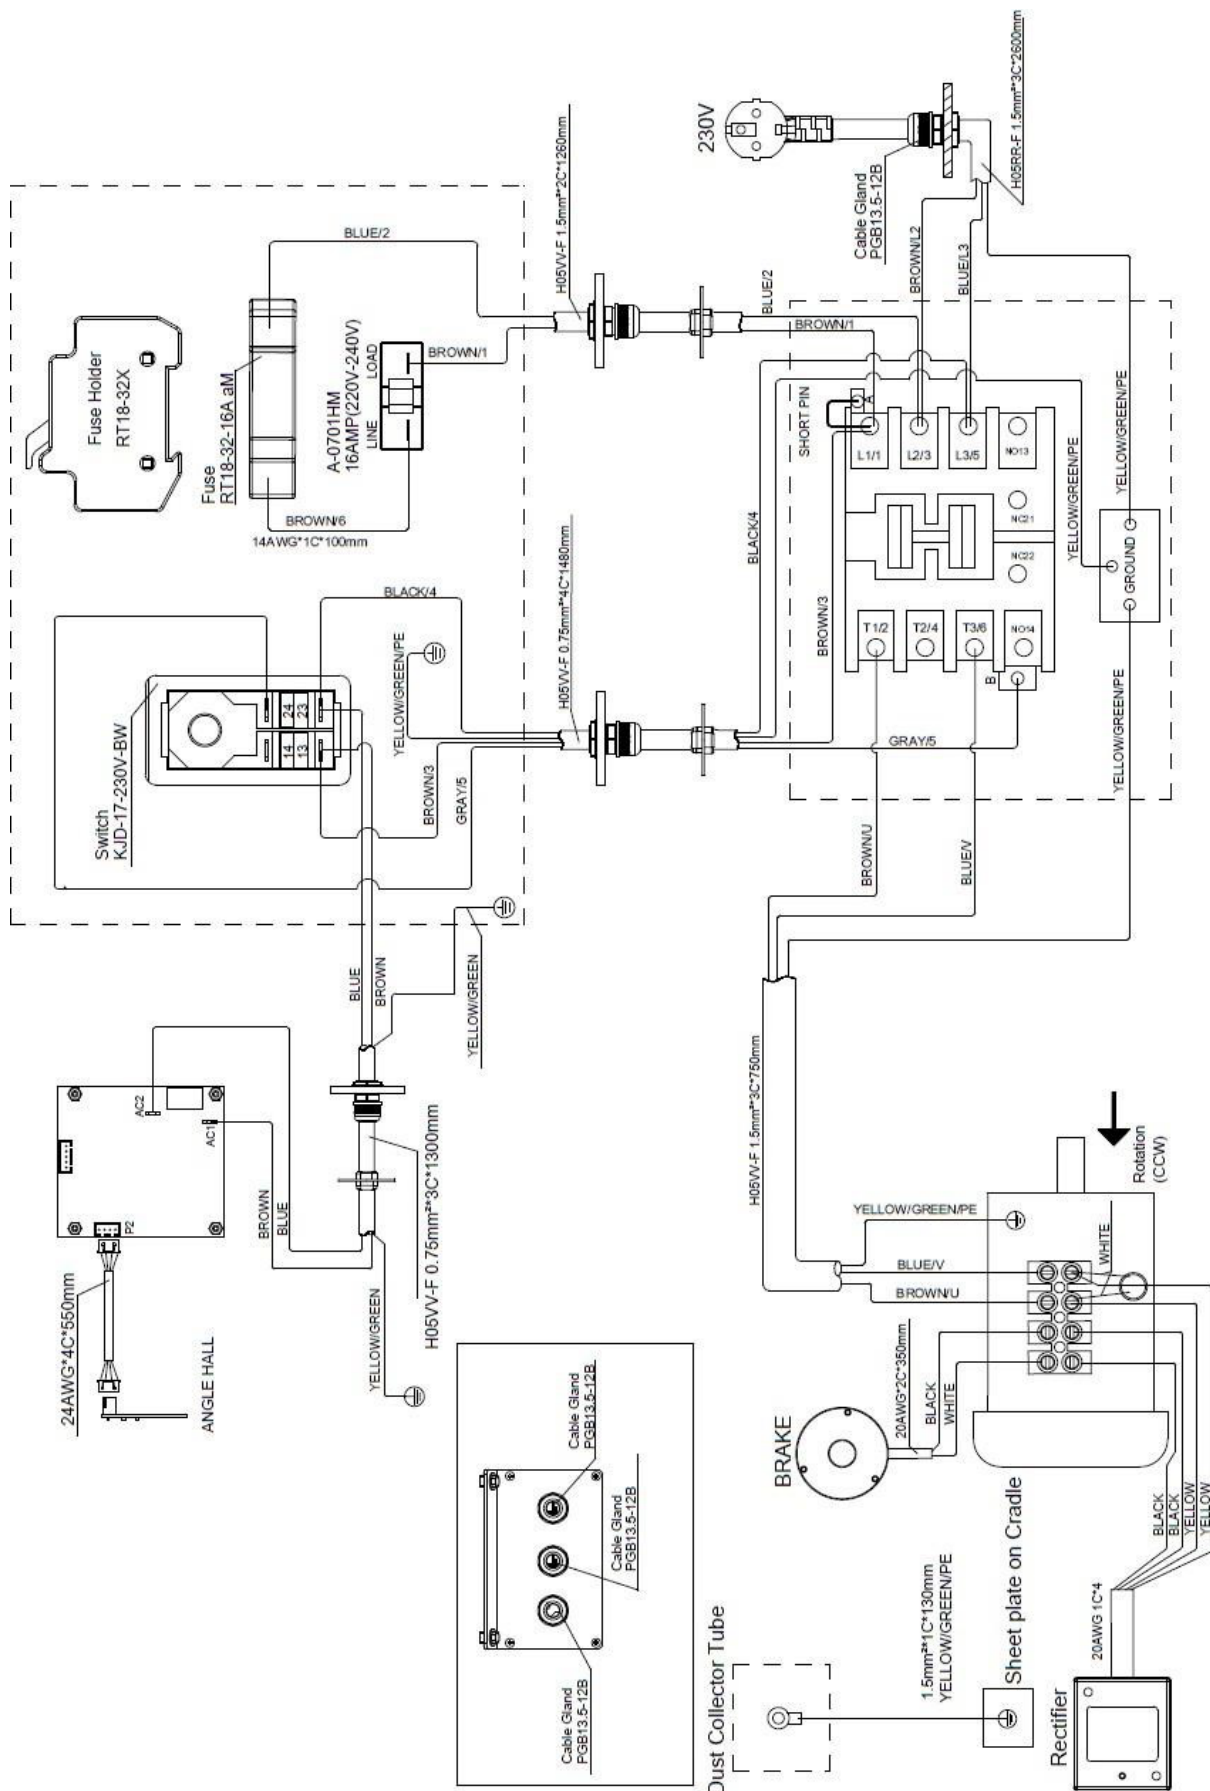 230V
H05RR-F 1.5mm²*3C*2600mm
Cable Gland
PGB13.5-12B
BROWN/L2
BLUE/L3
YELLOW/GREEN/PE
H05VV-F 1.5mm²*2C*1260mm
BLUE/2
BROWN/1
BLUE/2
BROWN/1
Fuse Holder
RT18-32X
Fuse
RT18-32-16A aM
A-0701HM
16AMP(220V-240V)
LINE
LOAD
BROWN/6
14AWG*1C*100mm
Switch
KJD-17-230V-BW
14
13
24
23
BLACK/4
YELLOW/GREEN/PE
BROWN/3
GRAY/5
H05VV-F 0.75mm²*4C*1480mm
BLACK/4
BROWN/3
GRAY/5
YELLOW/GREEN/PE
SHORT PIN
A
L1/1
L2/3
L3/5
NO13
NC21
NC22
T1/2
T2/4
T3/6
NO14
B
GROUND
YELLOW/GREEN/PE
BROWN/U
BLUE/V
BLUE
BROWN
YELLOW/GREEN
AC2
AC1
P2
BROWN
BLUE
24AWG*4C*550mm
ANGLE HALL
YELLOW/GREEN
H05VV-F 0.75mm²*3C*1300mm
H05VV-F 1.5mm²*3C*750mm
YELLOW/GREEN/PE
BLUE/V
BROWN/U
WHITE
Rotation
(CCW)
20AWG*2C*350mm
BLACK
WHITE
BRAKE
Cable Gland
PGB13.5-12B
Cable Gland
PGB13.5-12B
Cable Gland
PGB13.5-12B
Dust Collector Tube
1.5mm²*1C*130mm
YELLOW/GREEN/PE
Sheet plate on Cradle
BLACK
BLACK
YELLOW
YELLOW
20AWG 1C*4
Rectifier